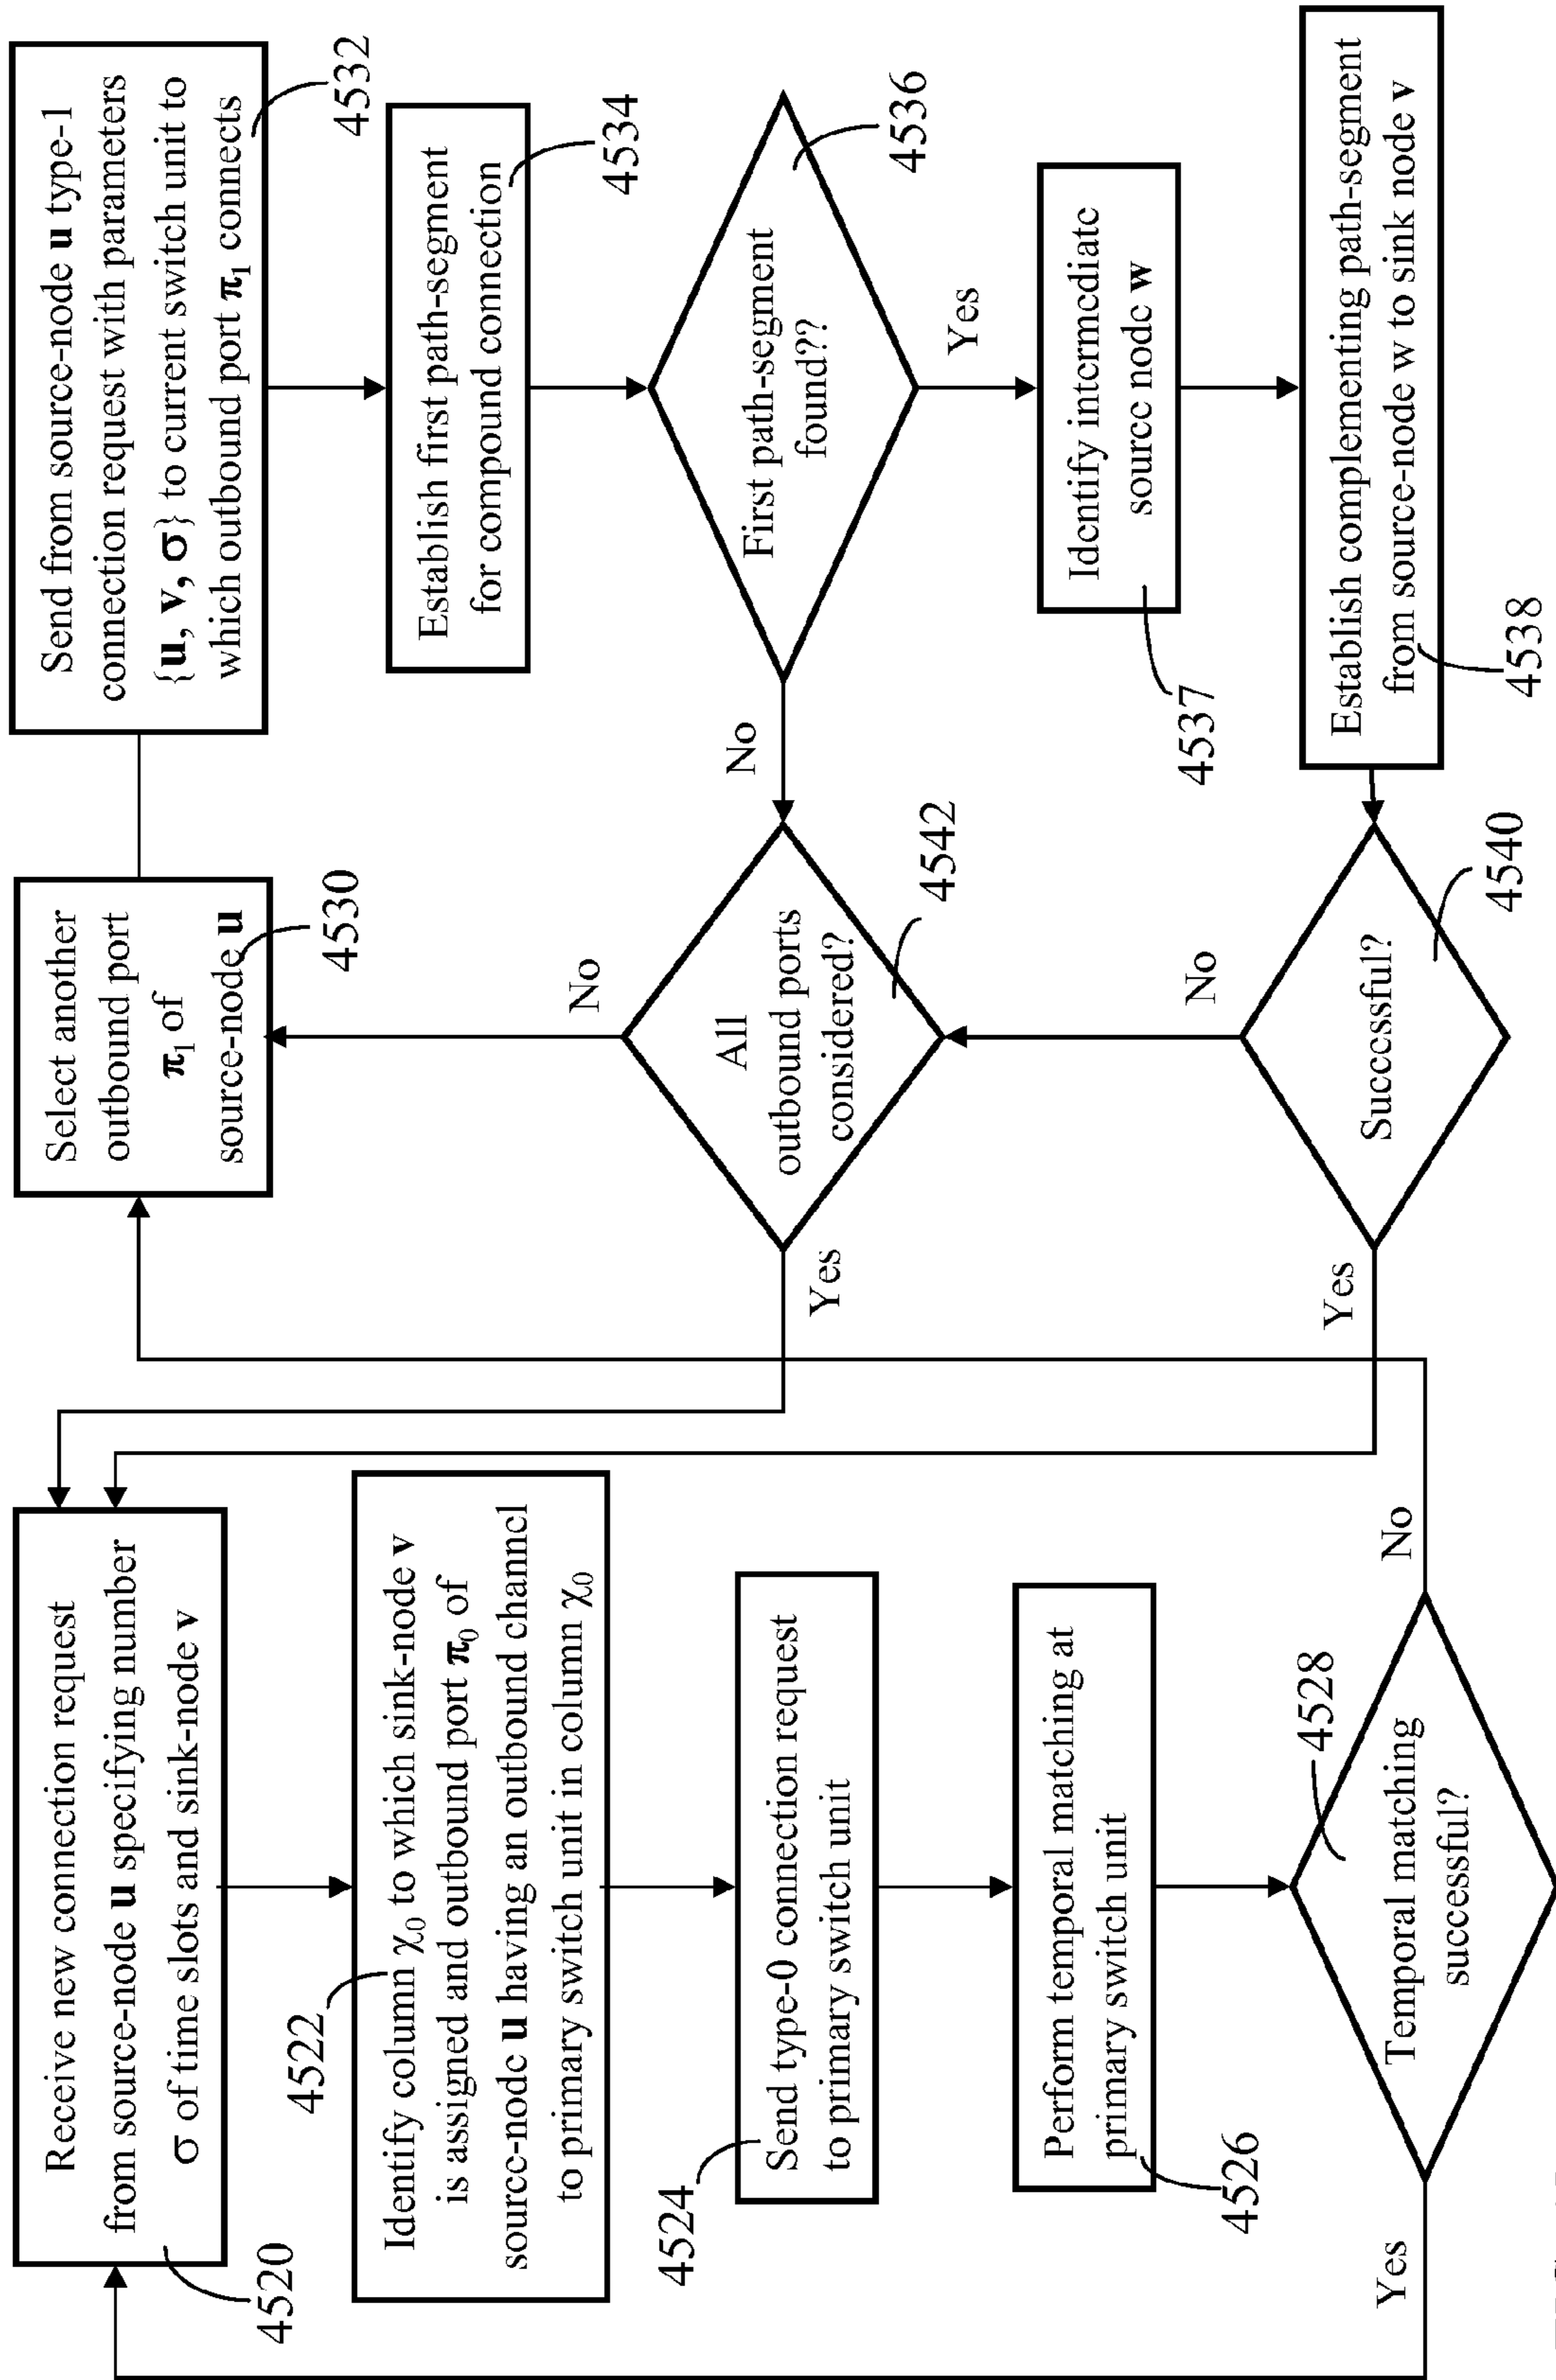 Receive new connection request
from source-node u specifying number
σ of time slots and sink-node v
4520
Identify column χ0 to which sink-node v
is assigned and outbound port π0 of
source-node u having an outbound channel
to primary switch unit in column χ0
4522
Send type-0 connection request
to primary switch unit
4524
Perform temporal matching at
primary switch unit
4526
Temporal matching
successful?
4528
Yes
No
Select another
outbound port
π1 of
source-node u
4530
Send from source-node u type-1
connection request with parameters
{u, v, σ} to current switch unit to
which outbound port π1 connects
4532
Establish first path-segment
for compound connection
4534
First path-segment
found??
4536
No
Yes
Identify intermediate
source node w
4537
Establish complementing path-segment
from source-node w to sink node v
4538
Successful?
4540
Yes
No
All
outbound ports
considered?
4542
Yes
No